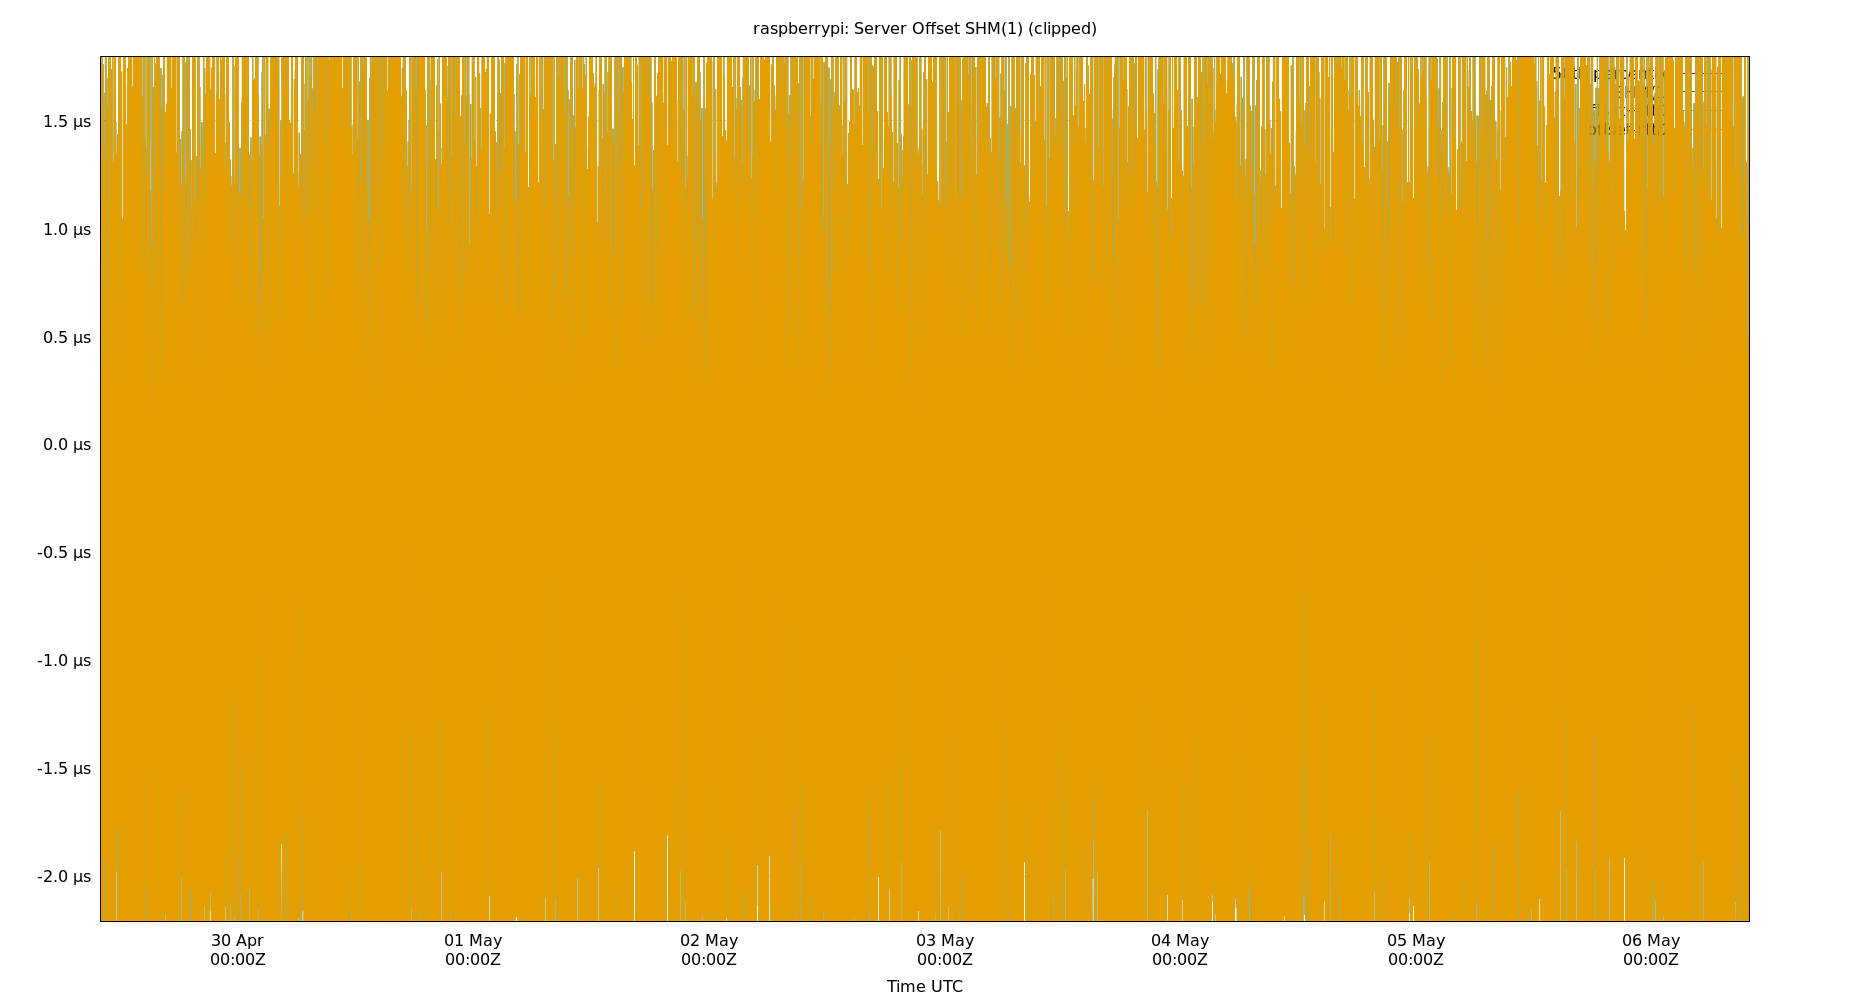 raspberrypi: Server Offset SHM(1) (clipped)
1.5 µs
1.0 µs
0.5 µs
0.0 µs
-0.5 µs
-1.0 µs
-1.5 µs
-2.0 µs
30 Apr 01 May 02 May 03 May 04 May 05 May 06 May
00:00Z 00:00Z 00:00Z 00:00Z 00:00Z 00:00Z 00:00Z
Time UTC